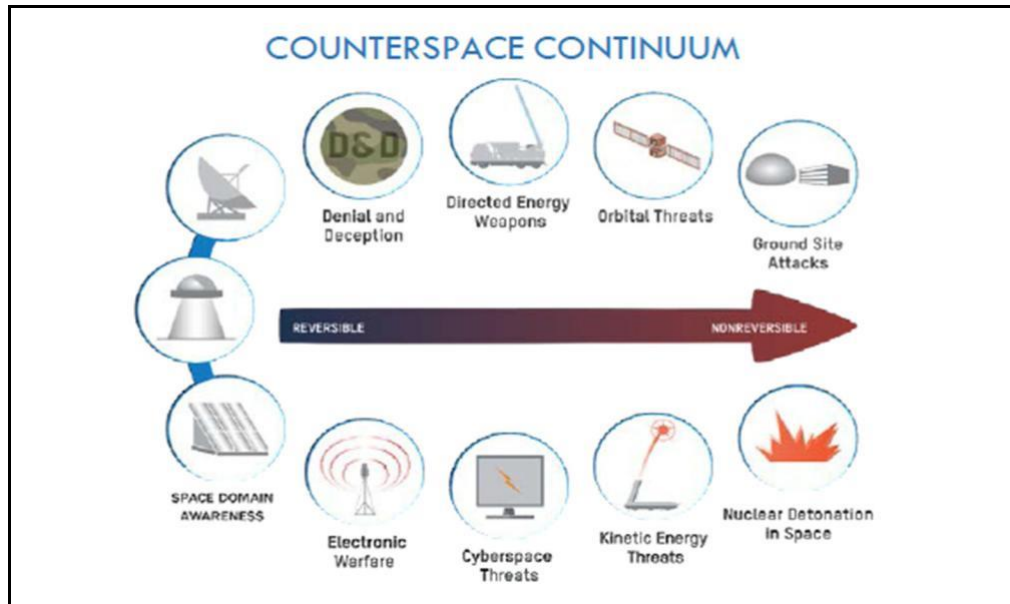 COUNTERSPACE CONTINUUM
D&D
Denial and
Deception
Directed Energy
Weapons
Orbital Threats
Ground Site
Attacks
REVERSIBLE
NONREVERSIBLE
SPACE DOMAIN
AWARENESS
Electronic
Warfare
Cyberspace
Threats
Kinetic Energy
Threats
Nuclear Detonation
in Space